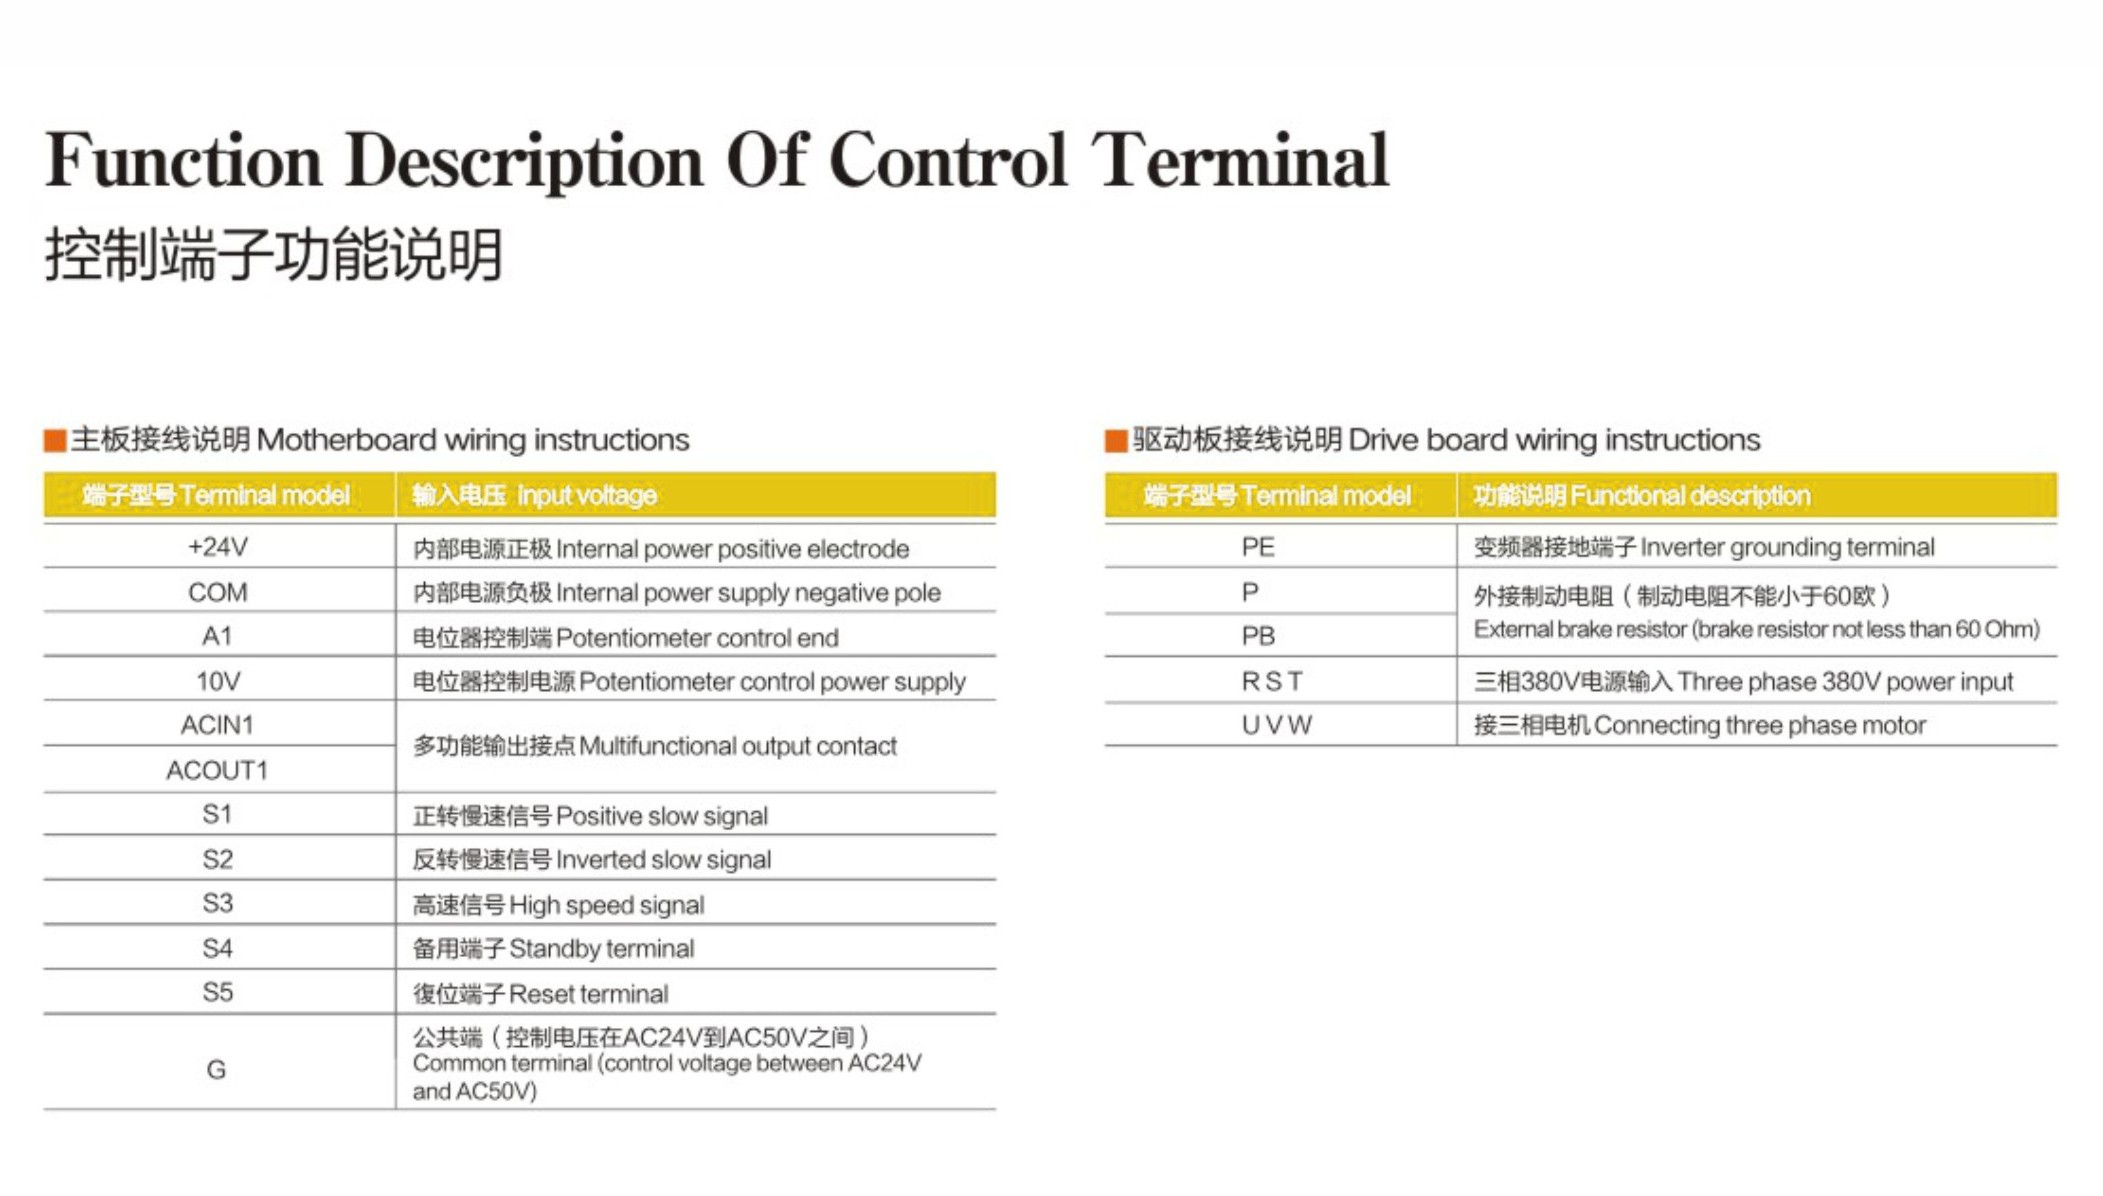 Function Description Of Control Terminal
控制端子功能说明
主板接线说明 Motherboard wiring instructions
端子型号 Terminal model 输入电压 Input voltage
+24V 内部电源正极 Internal power positive electrode
COM 内部电源负极 Internal power supply negative pole
A1 电位器控制端 Potentiometer control end
10V 电位器控制电源 Potentiometer control power supply
ACIN1
多功能输出接点 Multifunctional output contact
ACOUT1
S1 正转慢速信号 Positive slow signal
S2 反转慢速信号 Inverted slow signal
S3 高速信号 High speed signal
S4 备用端子 Standby terminal
S5 復位端子 Reset terminal
G
公共端（控制电压在AC24V到AC50V之间）
Common terminal (control voltage between AC24V
and AC50V)
驱动板接线说明 Drive board wiring instructions
端子型号 Terminal model 功能说明 Functional description
PE 变频器接地端子 Inverter grounding terminal
P 外接制动电阻（制动电阻不能小于60欧）
PB External brake resistor (brake resistor not less than 60 Ohm)
R S T 三相380V电源输入 Three phase 380V power input
U V W 接三相电机 Connecting three phase motor